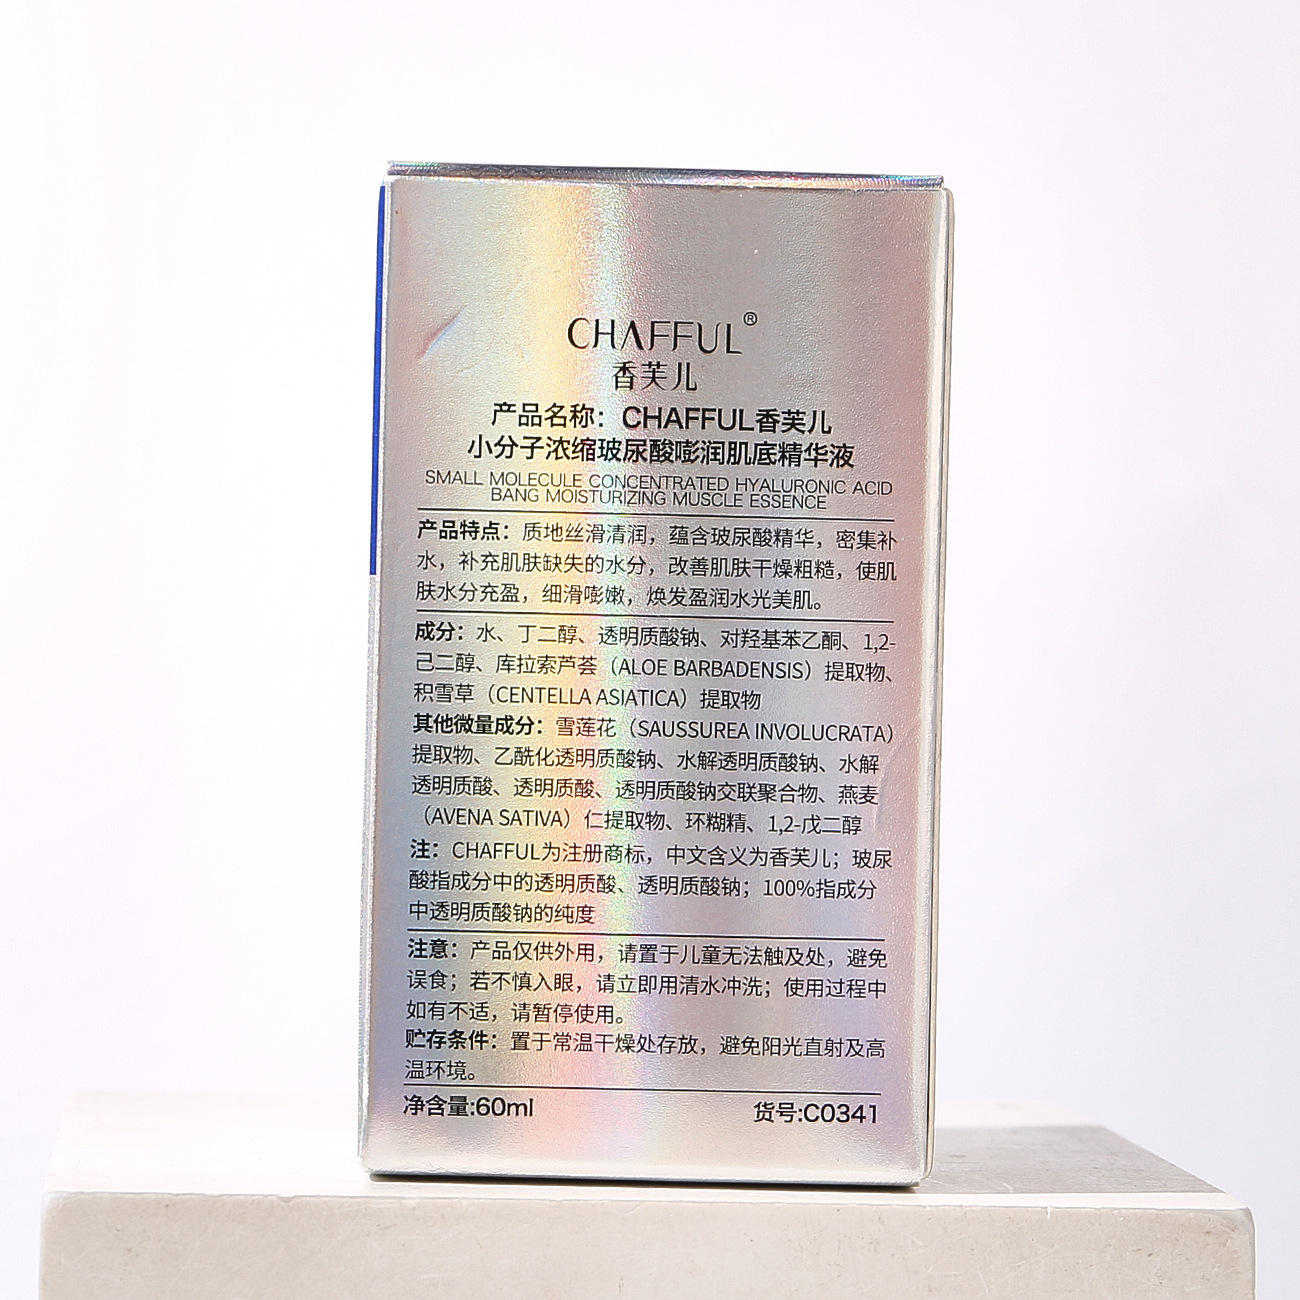 CHAFFUL®
香芙儿
产品名称：CHAFFUL香芙儿
小分子浓缩玻尿酸嘭润肌底精华液
SMALL MOLECULE CONCENTRATED HYALURONIC ACID
BANG MOISTURIZING MUSCLE ESSENCE
产品特点：质地丝滑清润，蕴含玻尿酸精华，密集补
水，补充肌肤缺失的水分，改善肌肤干燥粗糙，使肌
肤水分充盈，细滑嘭嫩，焕发盈润水光美肌。
成分：水、丁二醇、透明质酸钠、对羟基苯乙酮、1,2-
己二醇、库拉索芦荟（ALOE BARBADENSIS）提取物、
积雪草（CENTELLA ASIATICA）提取物
其他微量成分：雪莲花（SAUSSUREA INVOLUCRATA）
提取物、乙酰化透明质酸钠、水解透明质酸钠、水解
透明质酸、透明质酸、透明质酸钠交联聚合物、燕麦
（AVENA SATIVA）仁提取物、环糊精、1,2-戊二醇
注：CHAFFUL为注册商标，中文含义为香芙儿；玻尿
酸指成分中的透明质酸、透明质酸钠；100%指成分
中透明质酸钠的纯度
注意：产品仅供外用，请置于儿童无法触及处，避免
误食；若不慎入眼，请立即用清水冲洗；使用过程中
如有不适，请暂停使用。
贮存条件：置于常温干燥处存放，避免阳光直射及高
温环境。
净含量:60ml 货号:C0341